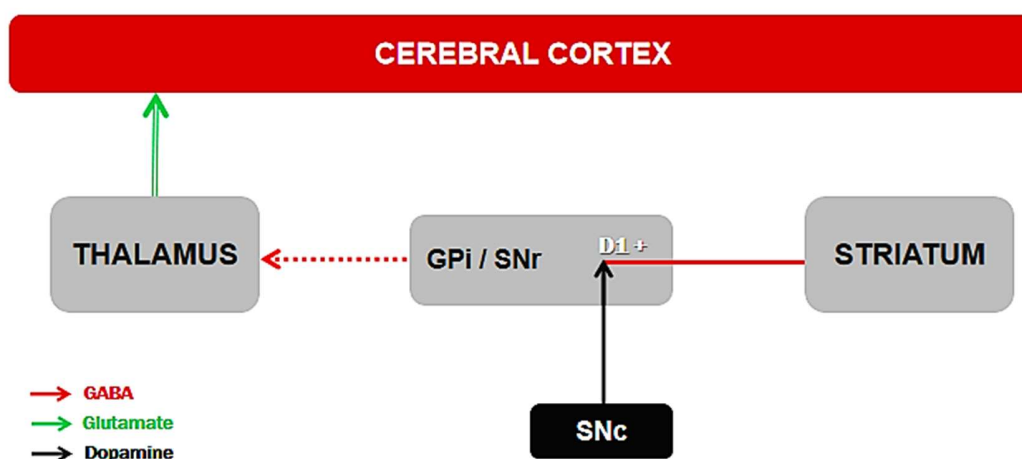 CEREBRAL CORTEX
THALAMUS
GPi / SNr
D1 +
STRIATUM
SNc
GABA
Glutamate
Dopamine